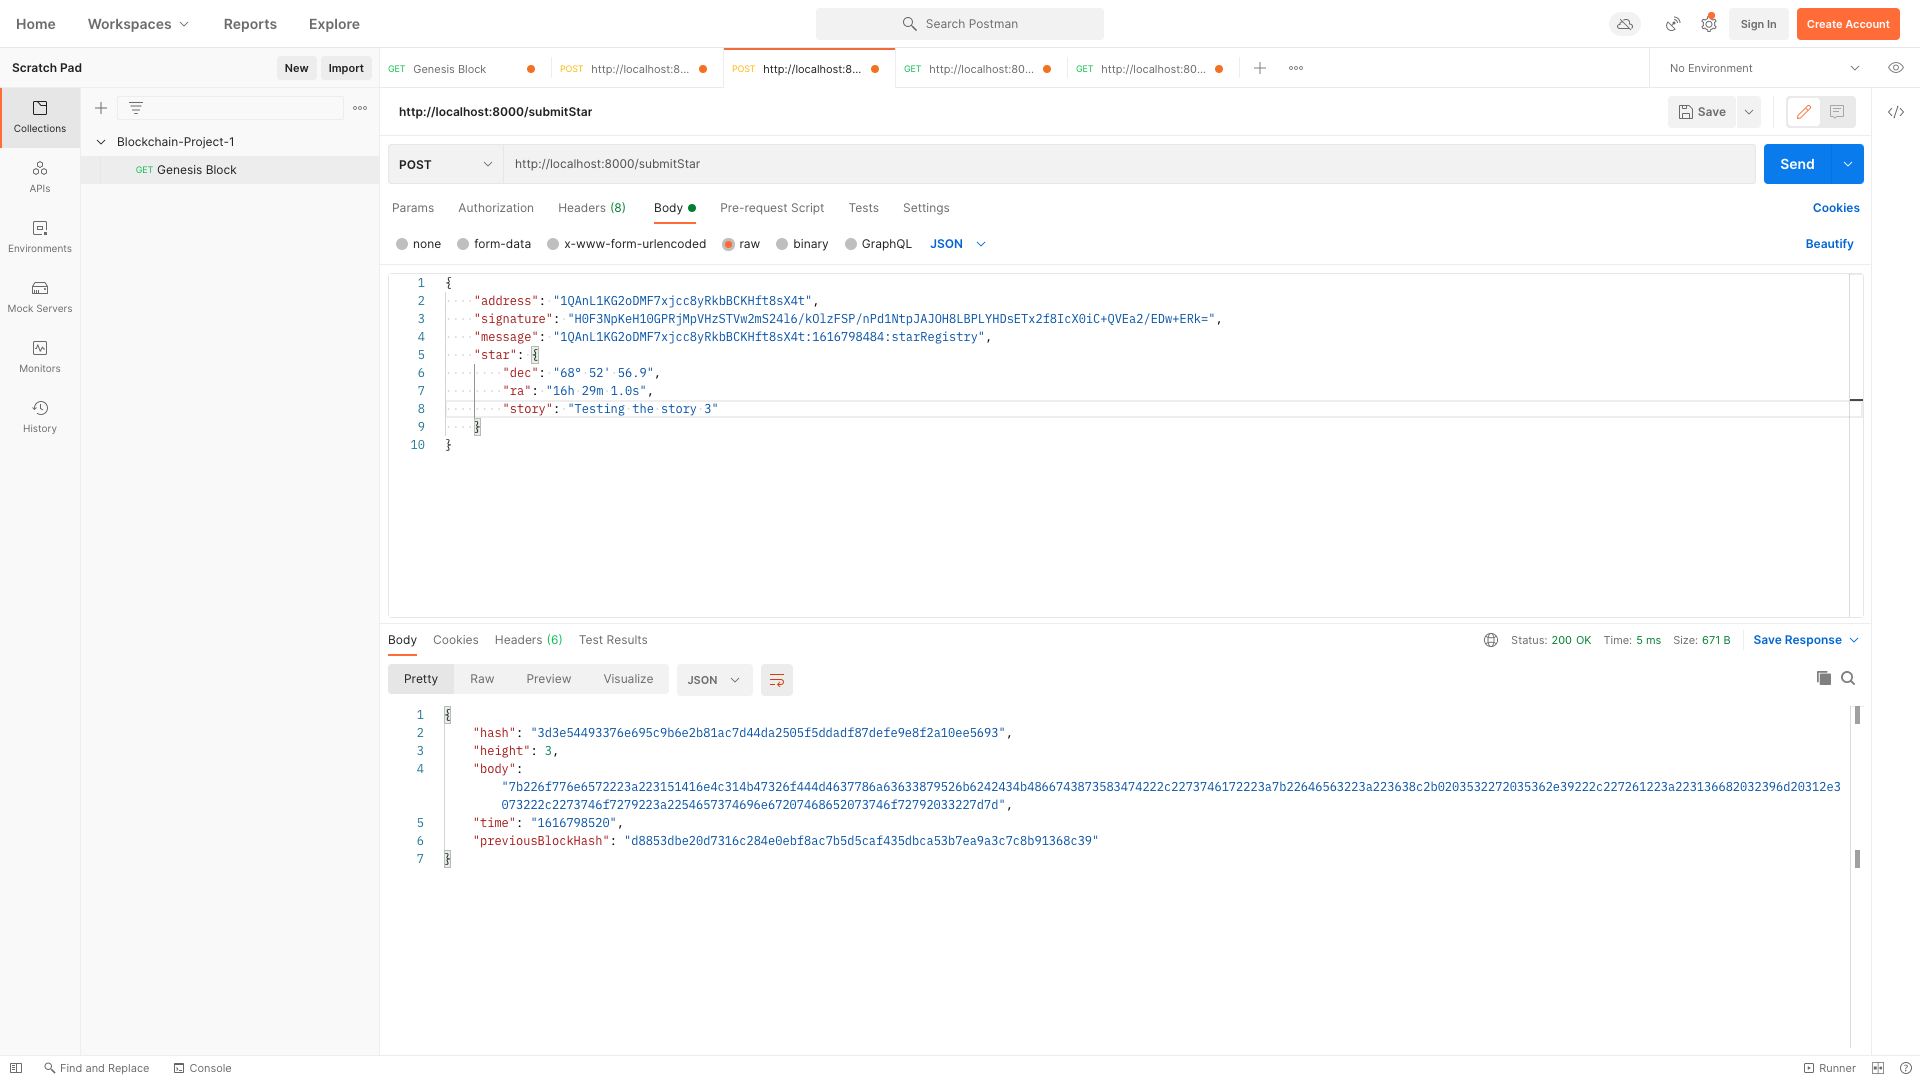 Home Workspaces Reports Explore
Search Postman
Sign In Create Account
Scratch Pad New Import
GET Genesis Block POST http://localhost:8... POST http://localhost:8... GET http://localhost:80... GET http://localhost:80...
No Environment
Collections
APIs
Environments
Mock Servers
Monitors
History
Blockchain-Project-1
GET Genesis Block
http://localhost:8000/submitStar
Save
POST http://localhost:8000/submitStar Send
Params Authorization Headers (8) Body Pre-request Script Tests Settings Cookies
none form-data x-www-form-urlencoded raw binary GraphQL JSON Beautify
1 {
2 "address": "1QAnL1KG2oDMF7xjcc8yRkbBCKHft8sX4t",
3 "signature": "H0F3NpKeH10GPRjMpVHzSTVw2mS24l6/kOlzFSP/nPd1NtpJAJOH8LBPLYHDsETx2f8IcX0iC+QVEa2/EDw+ERk=",
4 "message": "1QAnL1KG2oDMF7xjcc8yRkbBCKHft8sX4t:1616798484:starRegistry",
5 "star": {
6 "dec": "68° 52' 56.9",
7 "ra": "16h 29m 1.0s",
8 "story": "Testing the story 3"
9 }
10 }
Body Cookies Headers (6) Test Results
Status: 200 OK Time: 5 ms Size: 671 B Save Response
Pretty Raw Preview Visualize JSON
1 {
2 "hash": "3d3e54493376e695c9b6e2b81ac7d44da2505f5ddadf87defe9e8f2a10ee5693",
3 "height": 3,
4 "body":
"7b226f776e6572223a223151416e4c314b47326f444d4637786a63633879526b6242434b4866743873583474222c2273746172223a7b22646563223a223638c2b0203532272035362e39222c227261223a223136682032396d20312e3
073222c2273746f7279223a2254657374696e672074686520 73746f72792033227d7d",
5 "time": "1616798520",
6 "previousBlockHash": "d8853dbe20d7316c284e0ebf8ac7b5d5caf435dbca53b7ea9a3c7c8b91368c39"
7 }
Find and Replace Console
Runner